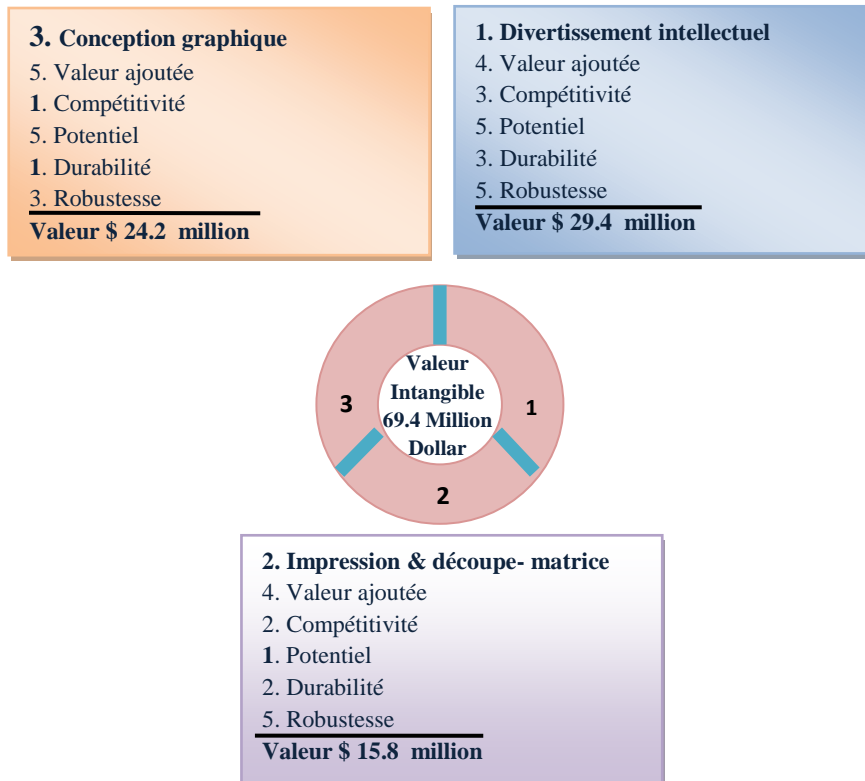 3. Conception graphique
5. Valeur ajoutée
1. Compétitivité
5. Potentiel
1. Durabilité
3. Robustesse
Valeur $ 24.2 million
1. Divertissement intellectuel
4. Valeur ajoutée
3. Compétitivité
5. Potentiel
3. Durabilité
5. Robustesse
Valeur $ 29.4 million
Valeur
Intangible
69.4 Million
Dollar
3
1
2
2. Impression & découpe- matrice
4. Valeur ajoutée
2. Compétitivité
1. Potentiel
2. Durabilité
5. Robustesse
Valeur $ 15.8 million